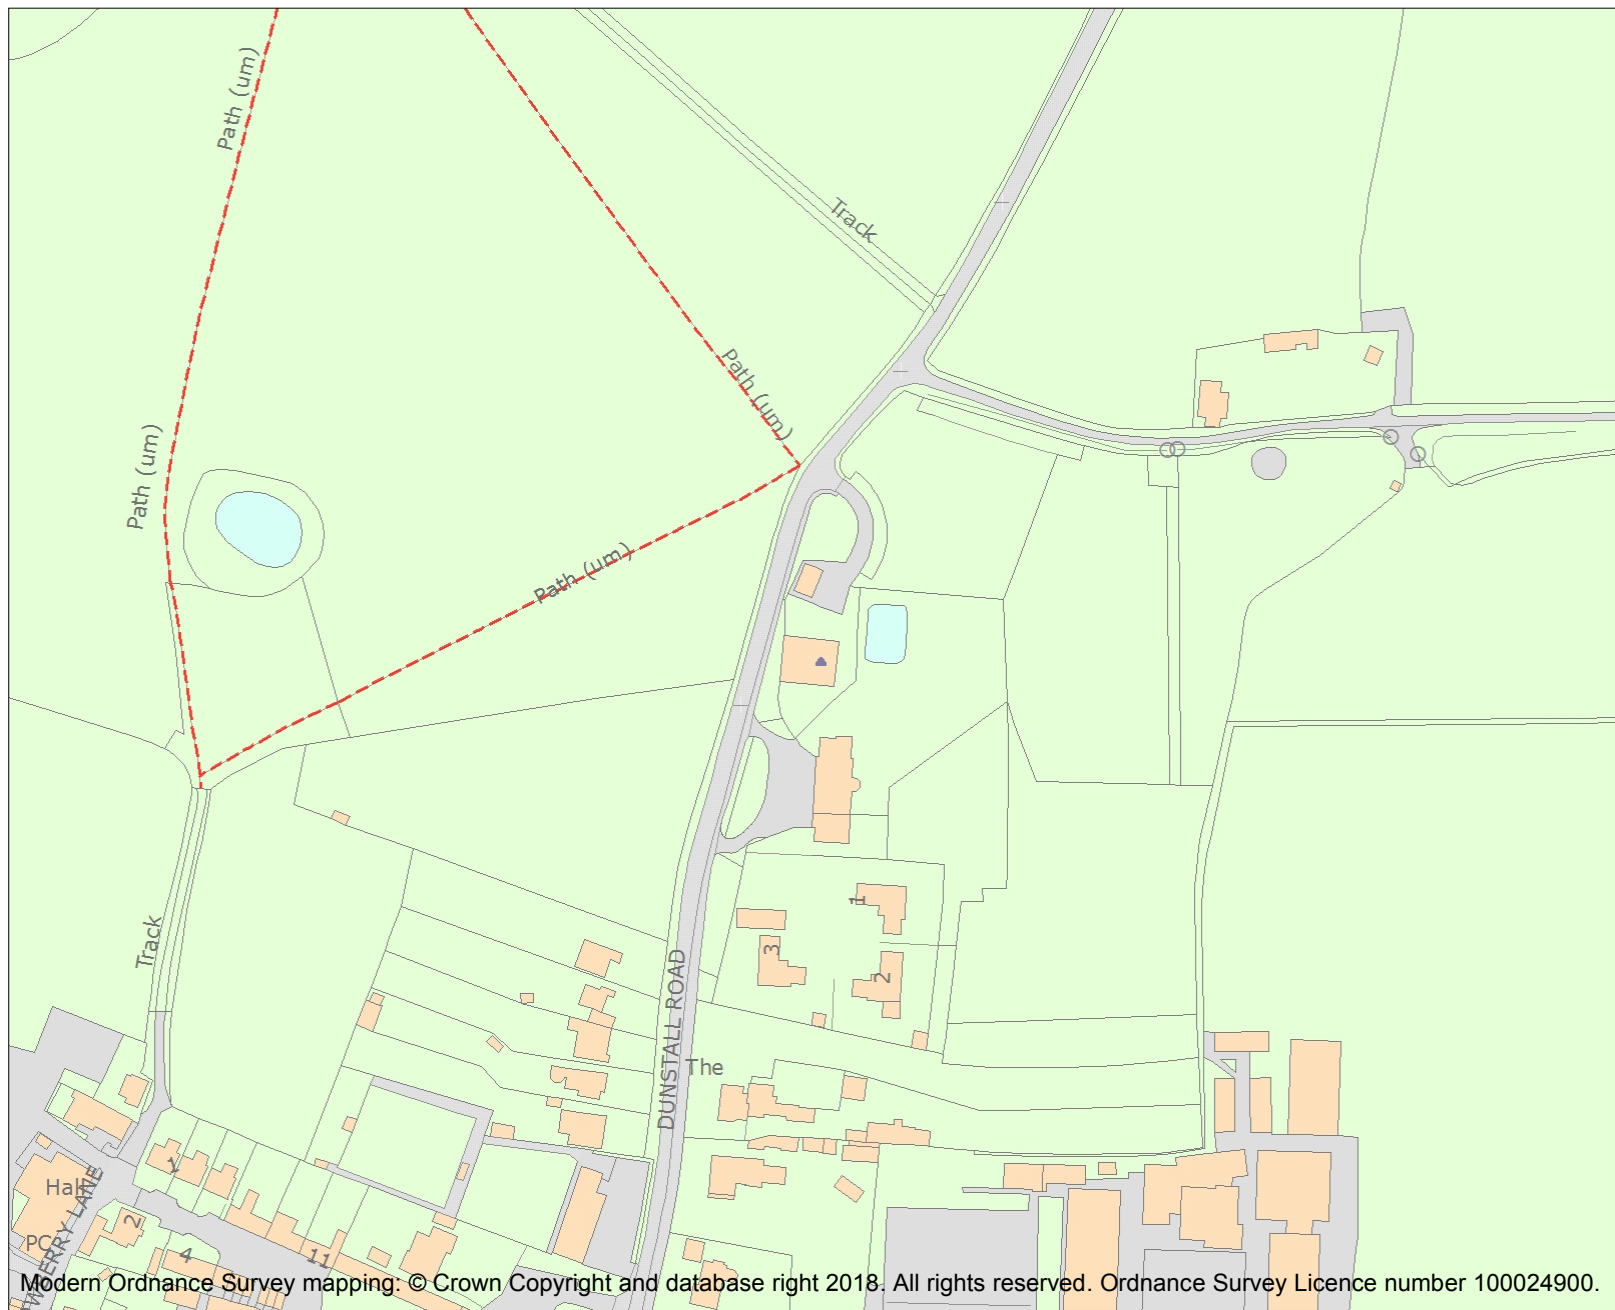 Path (um)
Track
Path (um)
Path (um)
Path (um)
Track
1
3
2
DUNSTALL ROAD
The
1
Hall
2
PC
4
11
Modern Ordnance Survey mapping: © Crown Copyright and database right 2018. All rights reserved. Ordnance Survey Licence number 100024900.